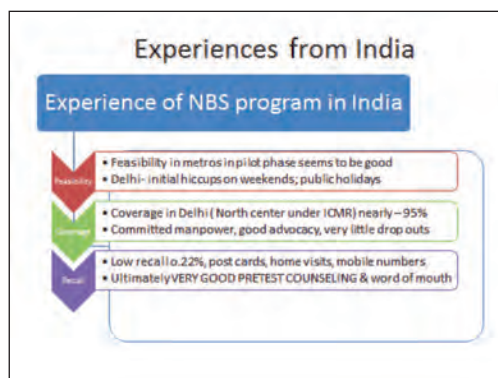 Experiences from India
Experience of NBS program in India
Feasibility
• Feasibility in metros in pilot phase seems to be good
• Delhi- initial hiccups on weekends; public holidays
Coverage
• Coverage in Delhi ( North center under ICMR) nearly – 95%
• Committed manpower, good advocacy, very little drop outs
Recall
• Low recall 0.22%, post cards, home visits, mobile numbers
• Ultimately VERY GOOD PRETEST COUNSELING & word of mouth